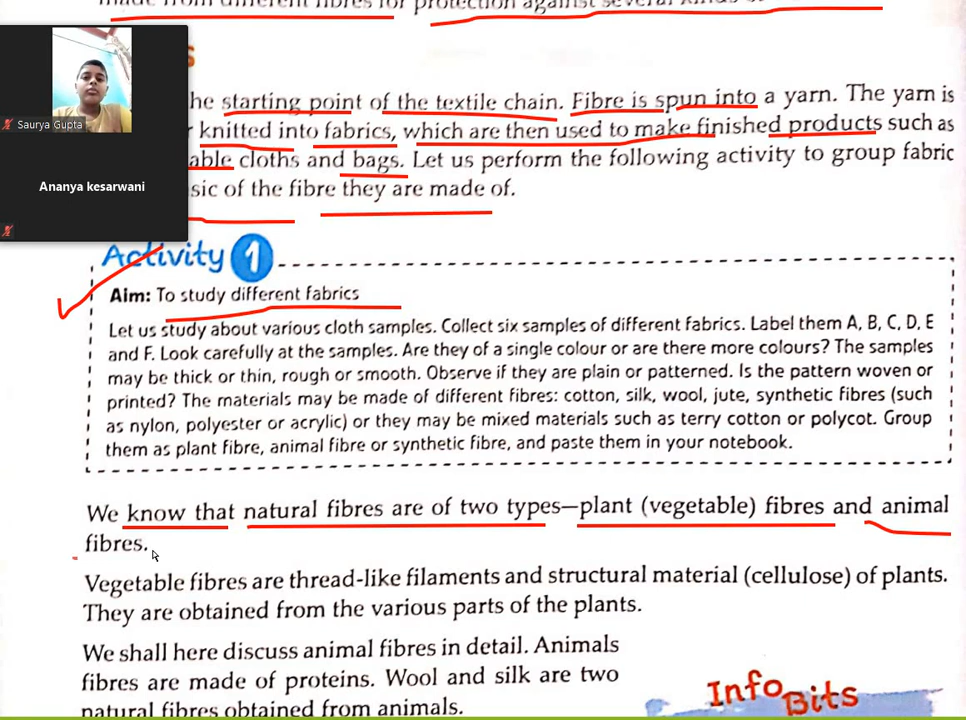 made from different fibres for protection against several kinds of
s
Saurya Gupta
Ananya kesarwani
he starting point of the textile chain. Fibre is spun into a yarn. The yarn is
r knitted into fabrics, which are then used to make finished products such as
able cloths and bags. Let us perform the following activity to group fabric
sic of the fibre they are made of.
Activity 1
Aim: To study different fabrics
Let us study about various cloth samples. Collect six samples of different fabrics. Label them A, B, C, D, E
and F. Look carefully at the samples. Are they of a single colour or are there more colours? The samples
may be thick or thin, rough or smooth. Observe if they are plain or patterned. Is the pattern woven or
printed? The materials may be made of different fibres: cotton, silk, wool, jute, synthetic fibres (such
as nylon, polyester or acrylic) or they may be mixed materials such as terry cotton or polycot. Group
them as plant fibre, animal fibre or synthetic fibre, and paste them in your notebook.
We know that natural fibres are of two types—plant (vegetable) fibres and animal
fibres.
Vegetable fibres are thread-like filaments and structural material (cellulose) of plants.
They are obtained from the various parts of the plants.
We shall here discuss animal fibres in detail. Animals
fibres are made of proteins. Wool and silk are two
natural fibres obtained from animals.
Info Bits